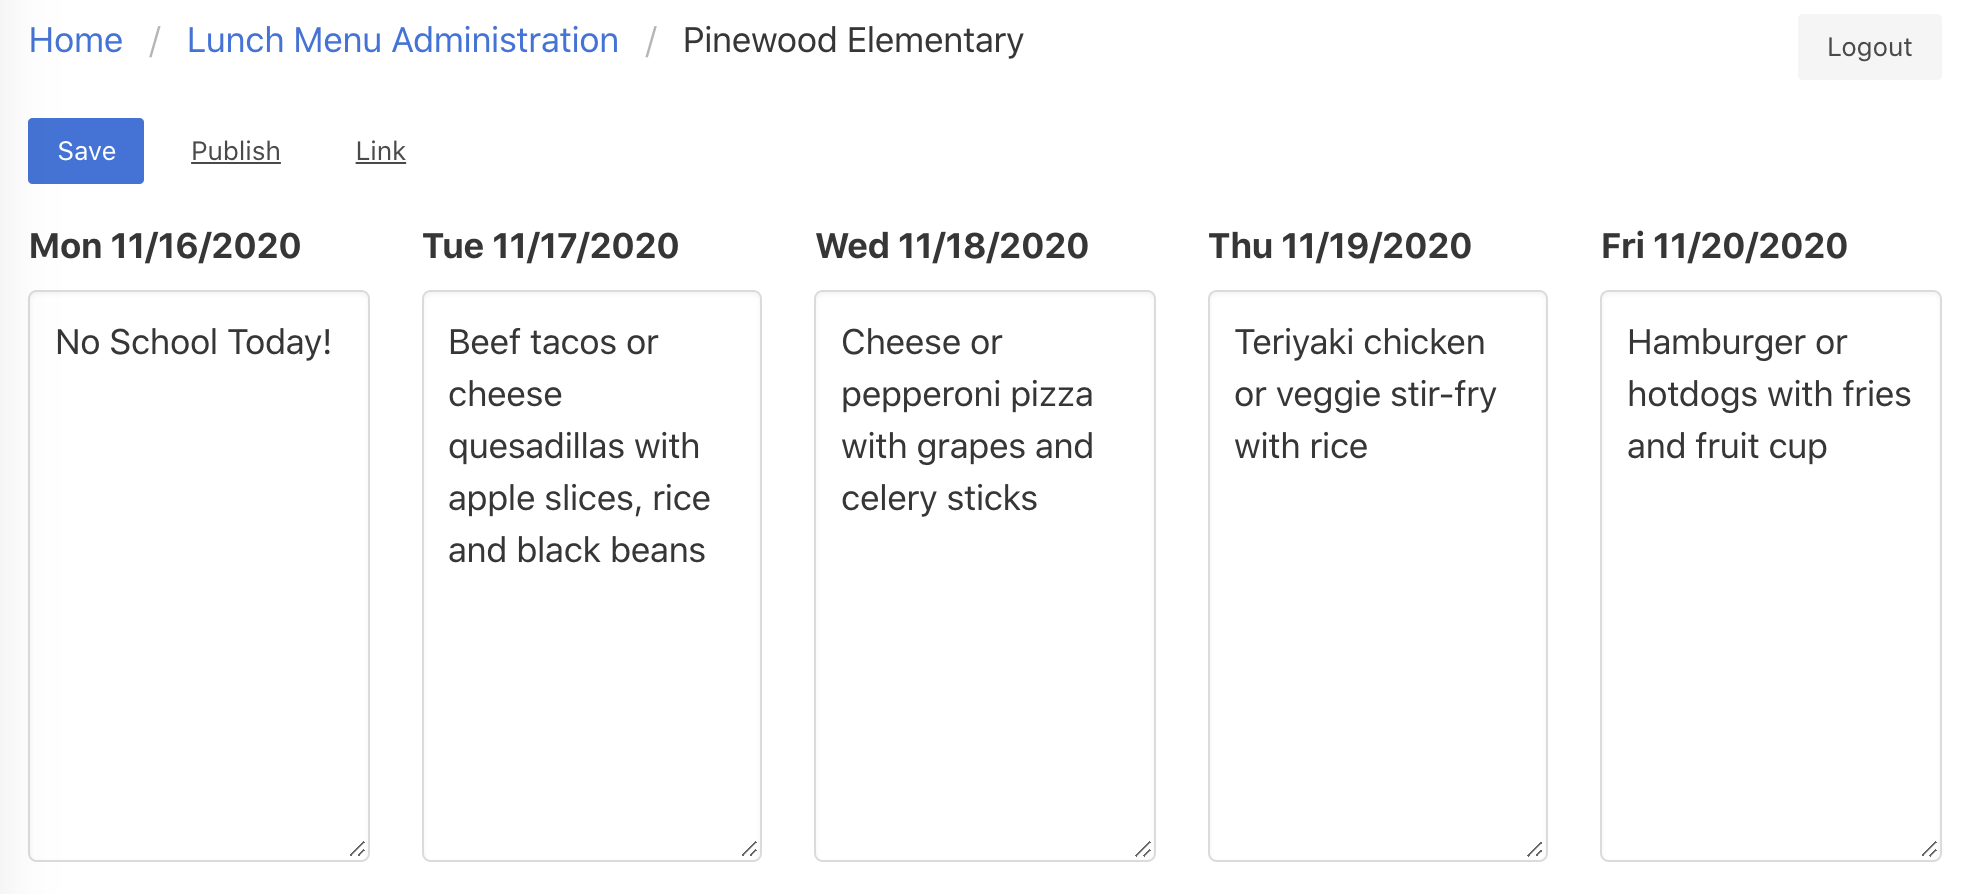 Home / Lunch Menu Administration / Pinewood Elementary
Logout
Save
Publish
Link
Mon 11/16/2020
No School Today!
Tue 11/17/2020
Beef tacos or
cheese
quesadillas with
apple slices, rice
and black beans
Wed 11/18/2020
Cheese or
pepperoni pizza
with grapes and
celery sticks
Thu 11/19/2020
Teriyaki chicken
or veggie stir-fry
with rice
Fri 11/20/2020
Hamburger or
hotdogs with fries
and fruit cup